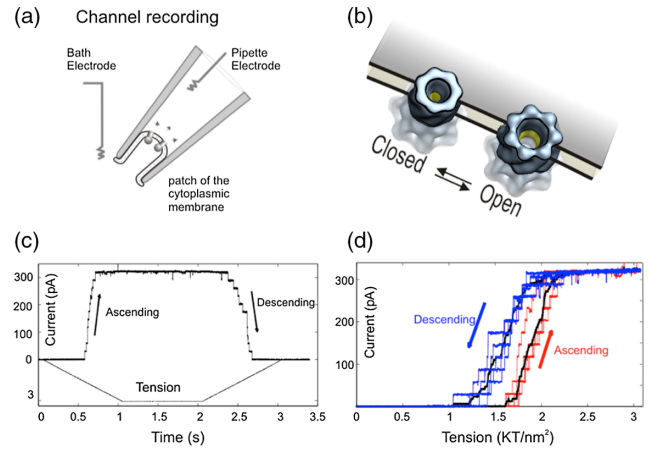 (a)
Channel recording
Bath
Electrode
Pipette
Electrode
patch of the
cytoplasmic
membrane
(b)
Closed
Open
(c)
Current (pA)
300
200
100
0
3
Ascending
Descending
Tension
0
0.5
1
1.5
2
2.5
3
3.5
Time (s)
(d)
Current (pA)
300
200
100
Descending
Ascending
0
0.5
1
1.5
2
2.5
3
Tension (KT/nm²)